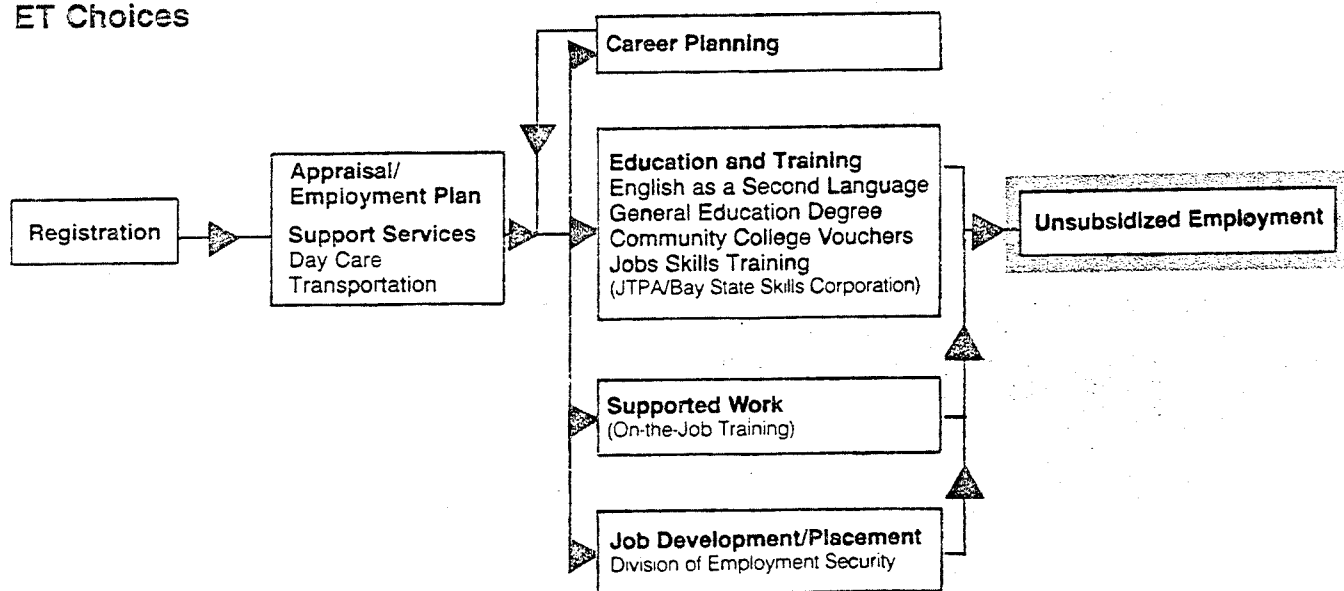 ET Choices
Career Planning
Registration
Appraisal/
Employment Plan
Support Services
Day Care
Transportation
Education and Training
English as a Second Language
General Education Degree
Community College Vouchers
Jobs Skills Training
(JTPA/Bay State Skills Corporation)
Supported Work
(On-the-Job Training)
Job Development/Placement
Division of Employment Security
Unsubsidized Employment